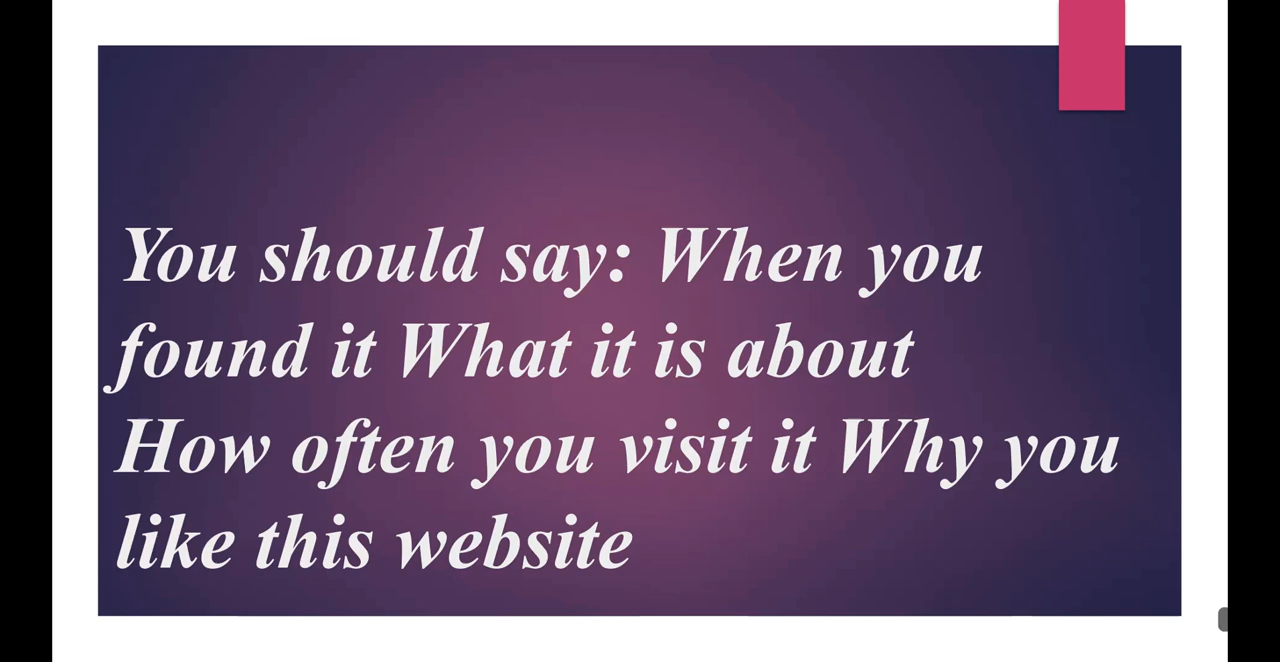 You should say: When you
found it What it is about
How often you visit it Why you
like this website